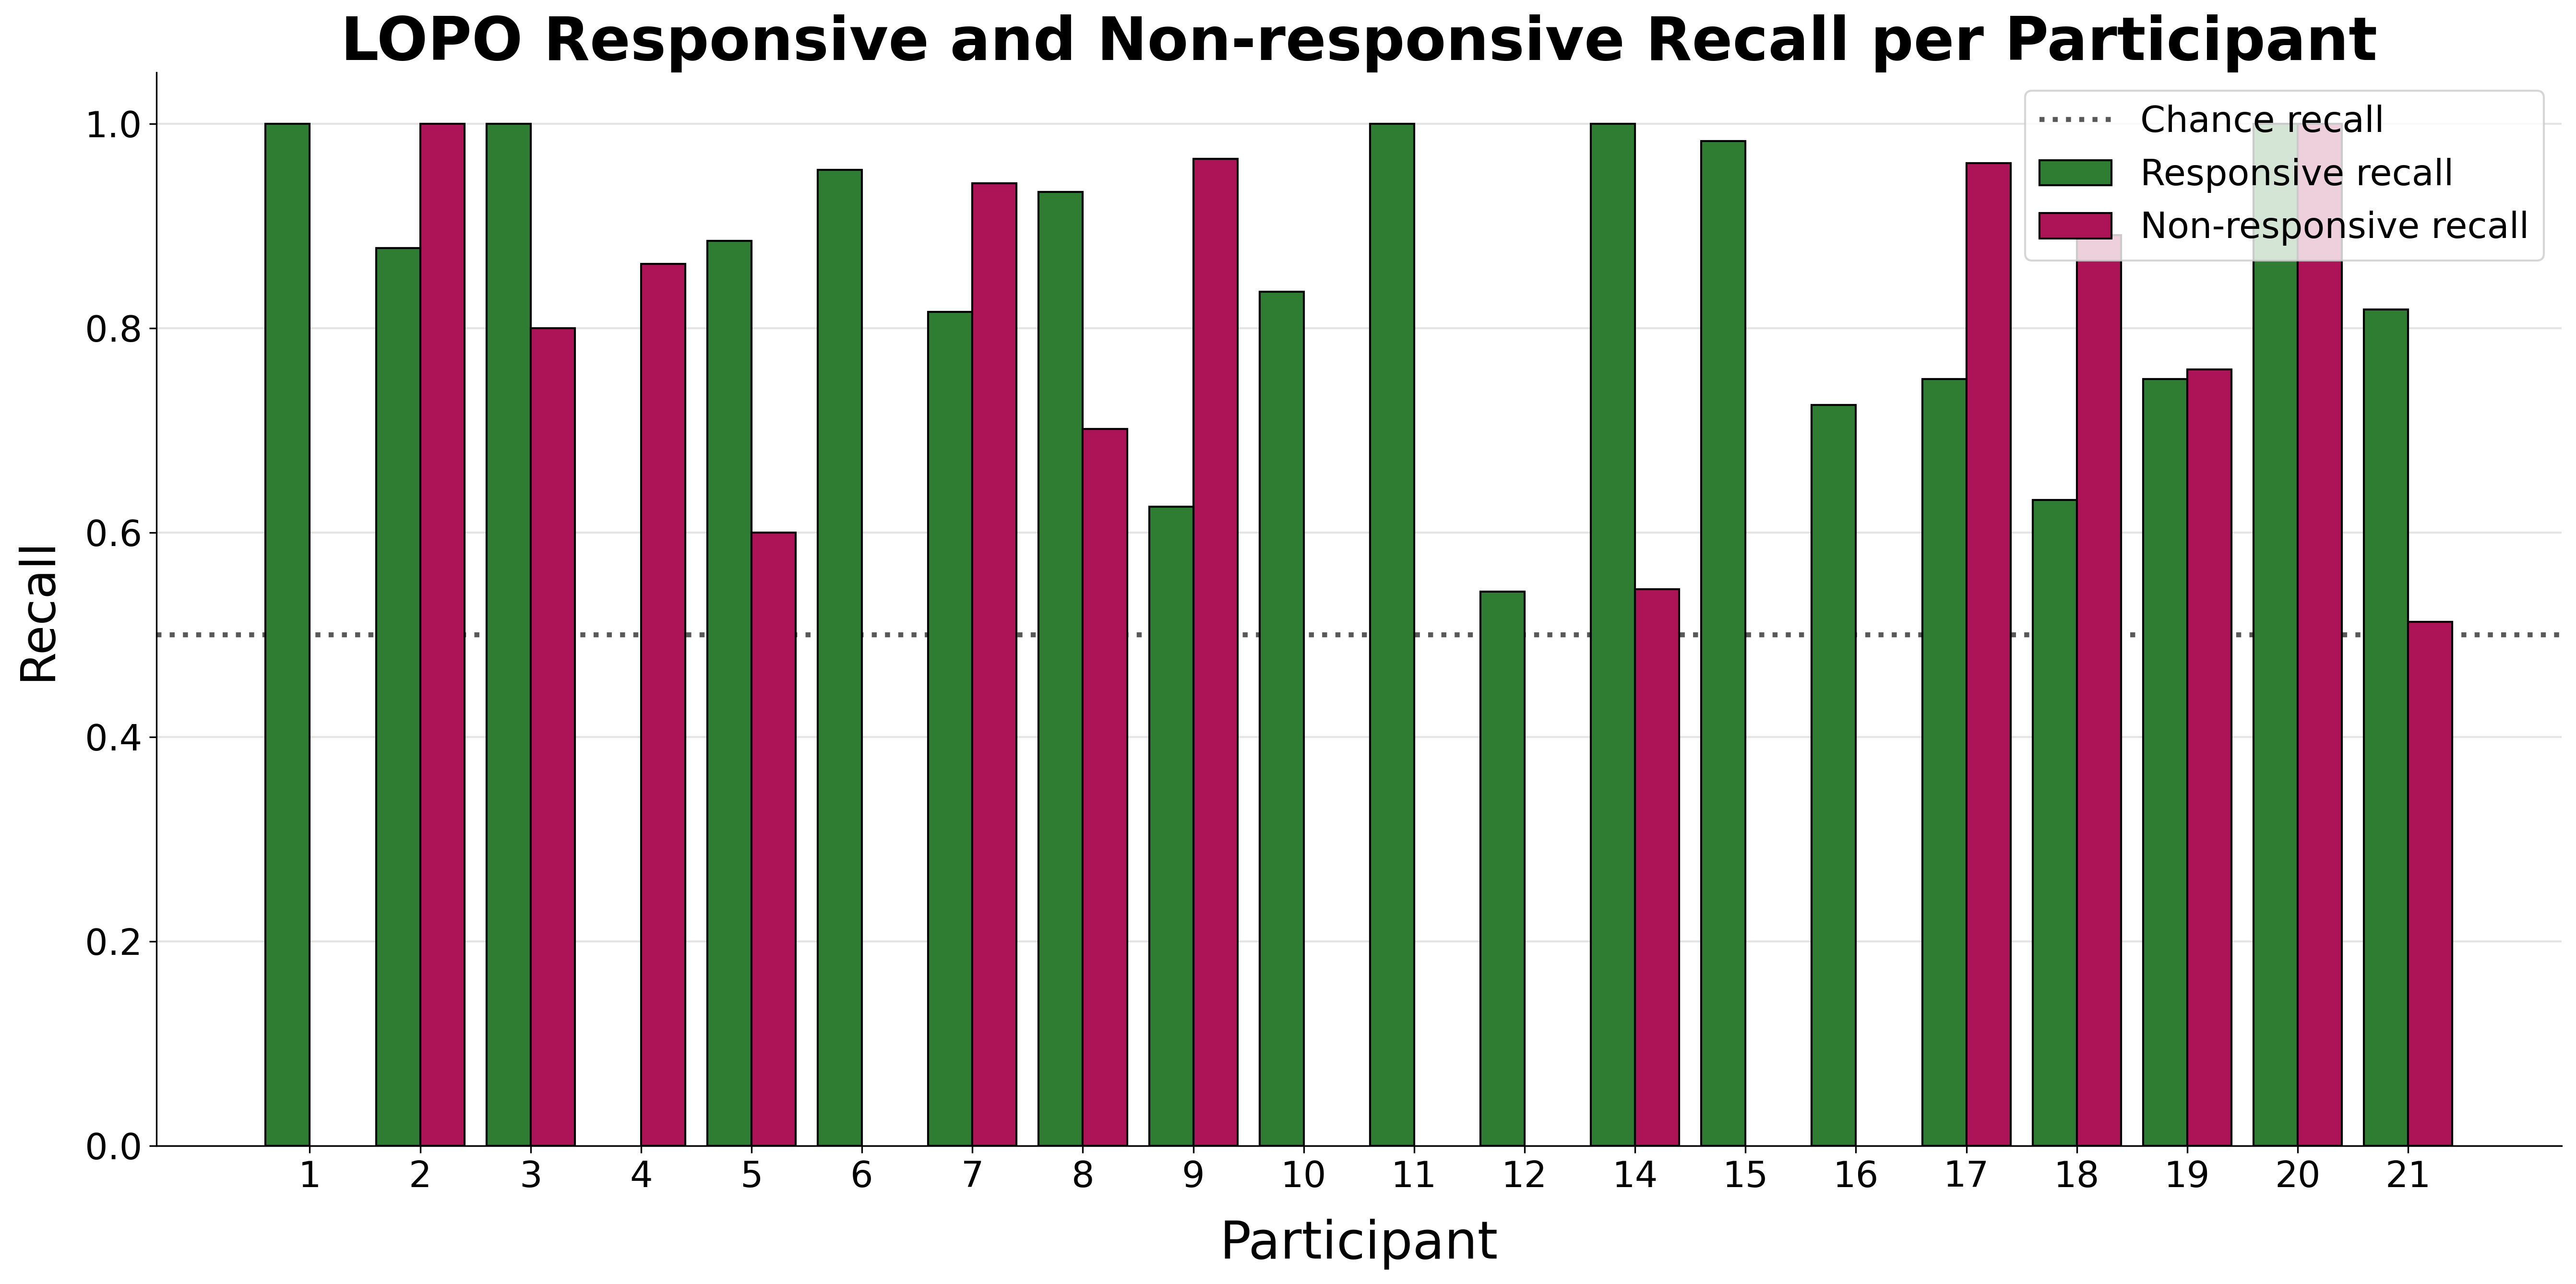 LOPO Responsive and Non-responsive Recall per Participant
Chance recall
Responsive recall
Non-responsive recall
Recall
1.0
0.8
0.6
0.4
0.2
0.0
1 2 3 4 5 6 7 8 9 10 11 12 14 15 16 17 18 19 20 21
Participant